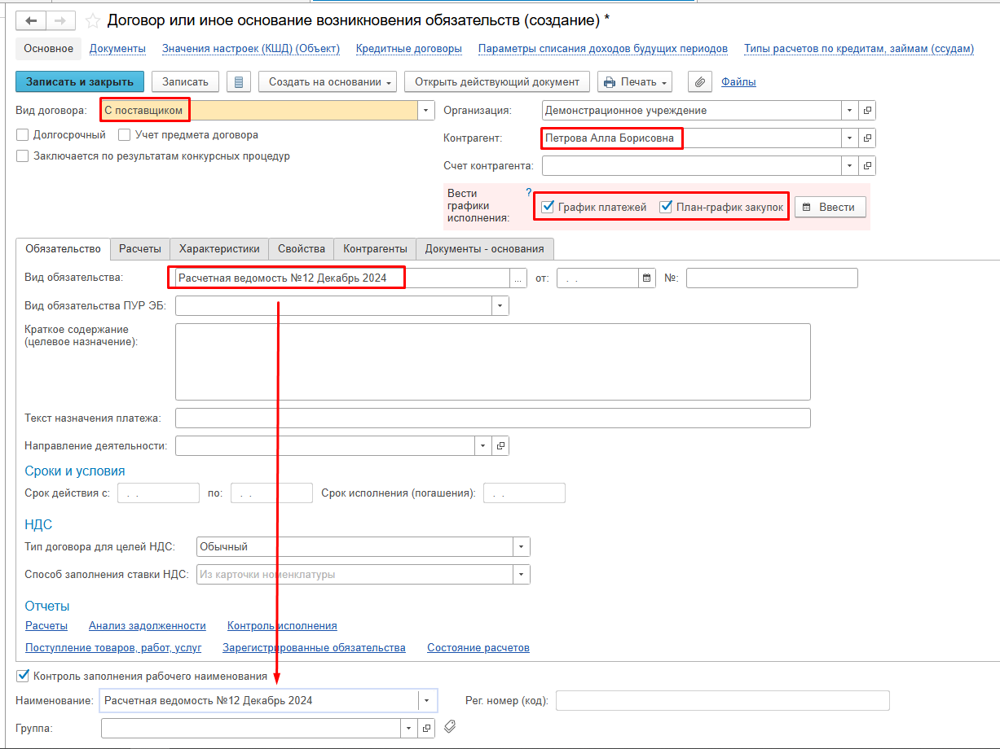 Договор или иное основание возникновения обязательств (создание) *
Основное Документы Значения настроек (КШД) (Объект) Кредитные договоры Параметры списания доходов будущих периодов Типы расчетов по кредитам, займам (ссудам)
Записать и закрыть Записать Создать на основании Открыть действующий документ Печать Файлы
Вид договора: С поставщиком Организация: Демонстрационное учреждение
Долгосрочный Учет предмета договора Контрагент: Петрова Алла Борисовна
Заключается по результатам конкурсных процедур
Счет контрагента:
Вести ?
графики График платежей План-график закупок Ввести
исполнения:
Обязательство Расчеты Характеристики Свойства Контрагенты Документы - основания
Вид обязательства: Расчетная ведомость №12 Декабрь 2024 ... от: . . №:
Вид обязательства ПУР ЭБ:
Краткое содержание
(целевое назначение):
Текст назначения платежа:
Направление деятельности:
Сроки и условия
Срок действия с: . . по: . . Срок исполнения (погашения): . .
НДС
Тип договора для целей НДС: Обычный
Способ заполнения ставки НДС: Из карточки номенклатуры
Отчеты
Расчеты Анализ задолженности Контроль исполнения
Поступление товаров, работ, услуг Зарегистрированные обязательства Состояние расчетов
Контроль заполнения рабочего наименования
Наименование: Расчетная ведомость №12 Декабрь 2024 Рег. номер (код):
Группа: